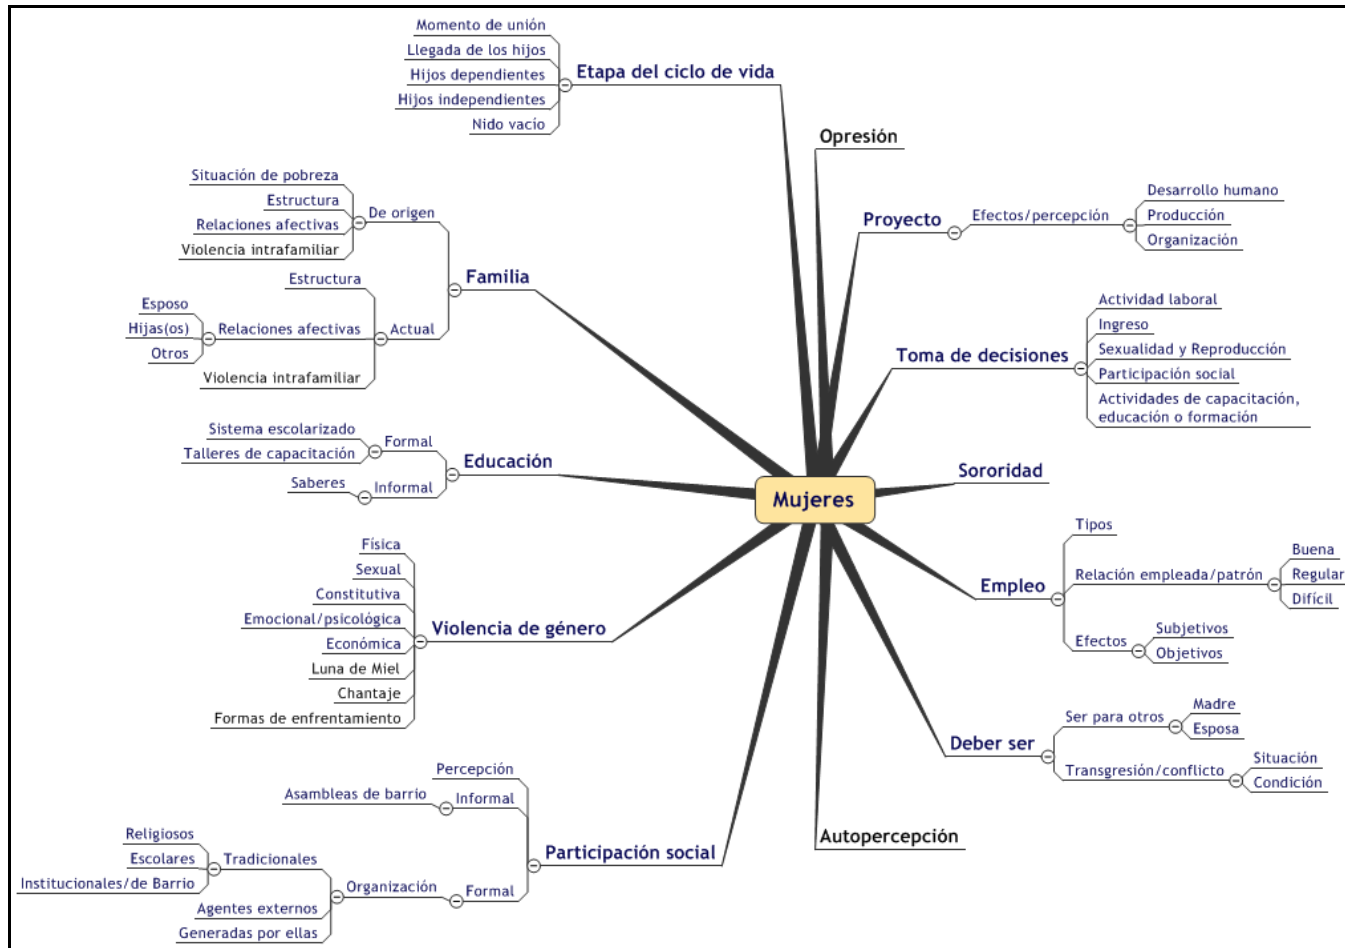 Momento de unión
Llegada de los hijos
Hijos dependientes
Hijos independientes
Nido vacío
Etapa del ciclo de vida
Situación de pobreza
Estructura
Relaciones afectivas
Violencia intrafamiliar
De origen
Familia
Estructura
Esposo
Hijas(os)
Otros
Relaciones afectivas
Actual
Violencia intrafamiliar
Sistema escolarizado
Talleres de capacitación
Formal
Educación
Saberes
Informal
Física
Sexual
Constitutiva
Emocional/psicológica
Económica
Luna de Miel
Chantaje
Formas de enfrentamiento
Violencia de género
Percepción
Asambleas de barrio
Informal
Participación social
Religiosos
Escolares
Institucionales/de Barrio
Tradicionales
Organización
Formal
Agentes externos
Generadas por ellas
Mujeres
Opresión
Proyecto
Efectos/percepción
Desarrollo humano
Producción
Organización
Toma de decisiones
Actividad laboral
Ingreso
Sexualidad y Reproducción
Participación social
Actividades de capacitación,
educación o formación
Sororidad
Empleo
Tipos
Relación empleada/patrón
Buena
Regular
Difícil
Efectos
Subjetivos
Objetivos
Deber ser
Ser para otros
Madre
Esposa
Transgresión/conflicto
Situación
Condición
Autopercepción